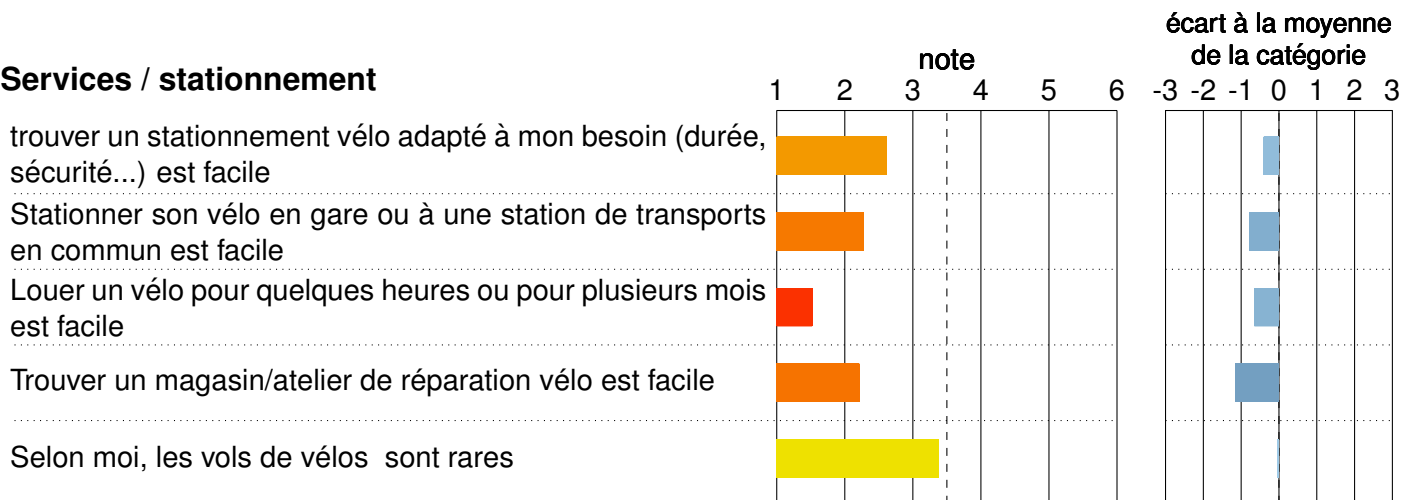 écart à la moyenne
note de la catégorie
Services / stationnement
1 2 3 4 5 6 -3 -2 -1 0 1 2 3
trouver un stationnement vélo adapté à mon besoin (durée,
sécurité...) est facile
Stationner son vélo en gare ou à une station de transports
en commun est facile
Louer un vélo pour quelques heures ou pour plusieurs mois
est facile
Trouver un magasin/atelier de réparation vélo est facile
Selon moi, les vols de vélos sont rares